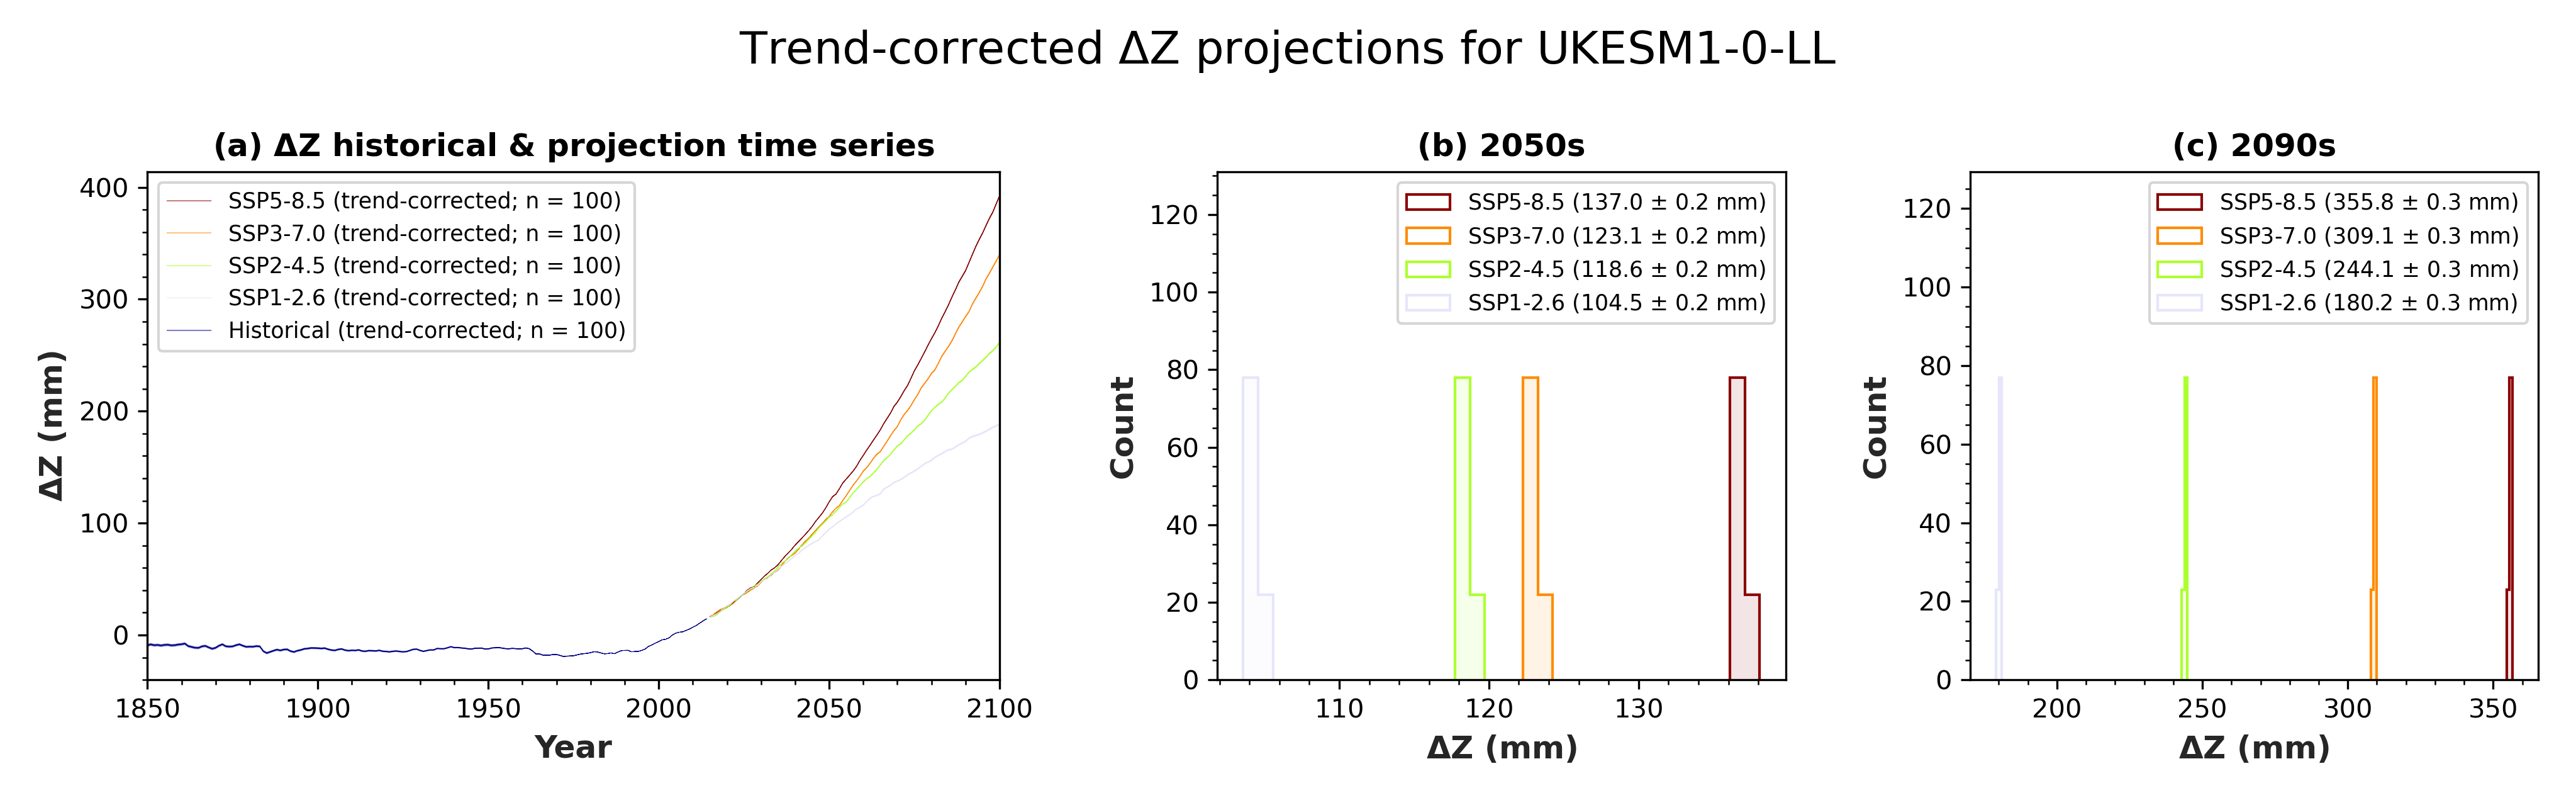 Trend-corrected ΔZ projections for UKESM1-0-LL
(a) ΔZ historical & projection time series
400
300
200
100
0
ΔZ (mm)
SSP5-8.5 (trend-corrected; n = 100)
SSP3-7.0 (trend-corrected; n = 100)
SSP2-4.5 (trend-corrected; n = 100)
SSP1-2.6 (trend-corrected; n = 100)
Historical (trend-corrected; n = 100)
1850 1900 1950 2000 2050 2100
Year
(b) 2050s
120
100
80
60
40
20
0
Count
SSP5-8.5 (137.0 ± 0.2 mm)
SSP3-7.0 (123.1 ± 0.2 mm)
SSP2-4.5 (118.6 ± 0.2 mm)
SSP1-2.6 (104.5 ± 0.2 mm)
110 120 130
ΔZ (mm)
(c) 2090s
120
100
80
60
40
20
0
Count
SSP5-8.5 (355.8 ± 0.3 mm)
SSP3-7.0 (309.1 ± 0.3 mm)
SSP2-4.5 (244.1 ± 0.3 mm)
SSP1-2.6 (180.2 ± 0.3 mm)
200 250 300 350
ΔZ (mm)